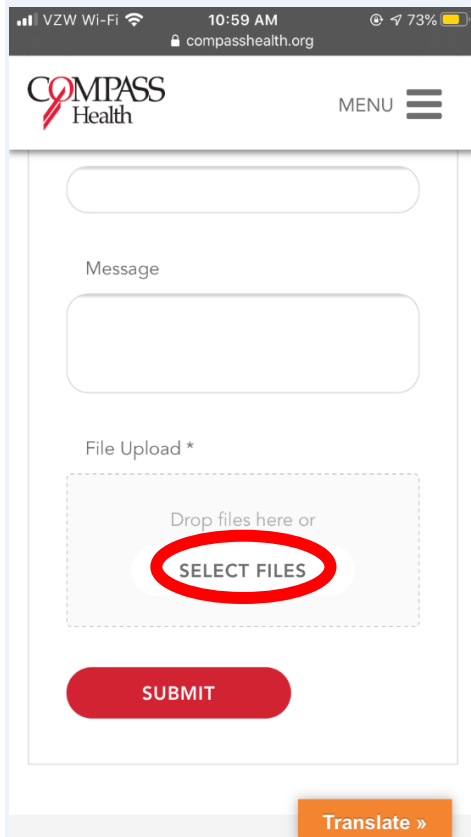 VZW Wi-Fi 10:59 AM 73%
compasshealth.org
COMPASS
Health
MENU
Message
File Upload *
Drop files here or
SELECT FILES
SUBMIT
Translate »